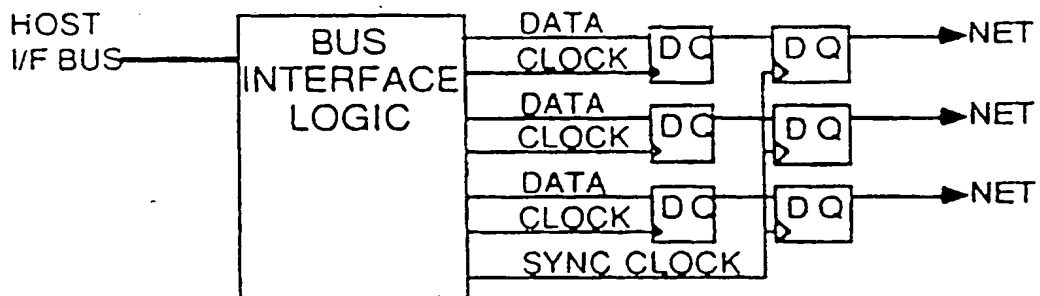 HOST
I/F BUS
BUS
INTERFACE
LOGIC
DATA
CLOCK
D Q
D Q
NET
DATA
CLOCK
D Q
D Q
NET
DATA
CLOCK
D Q
D Q
NET
SYNC CLOCK